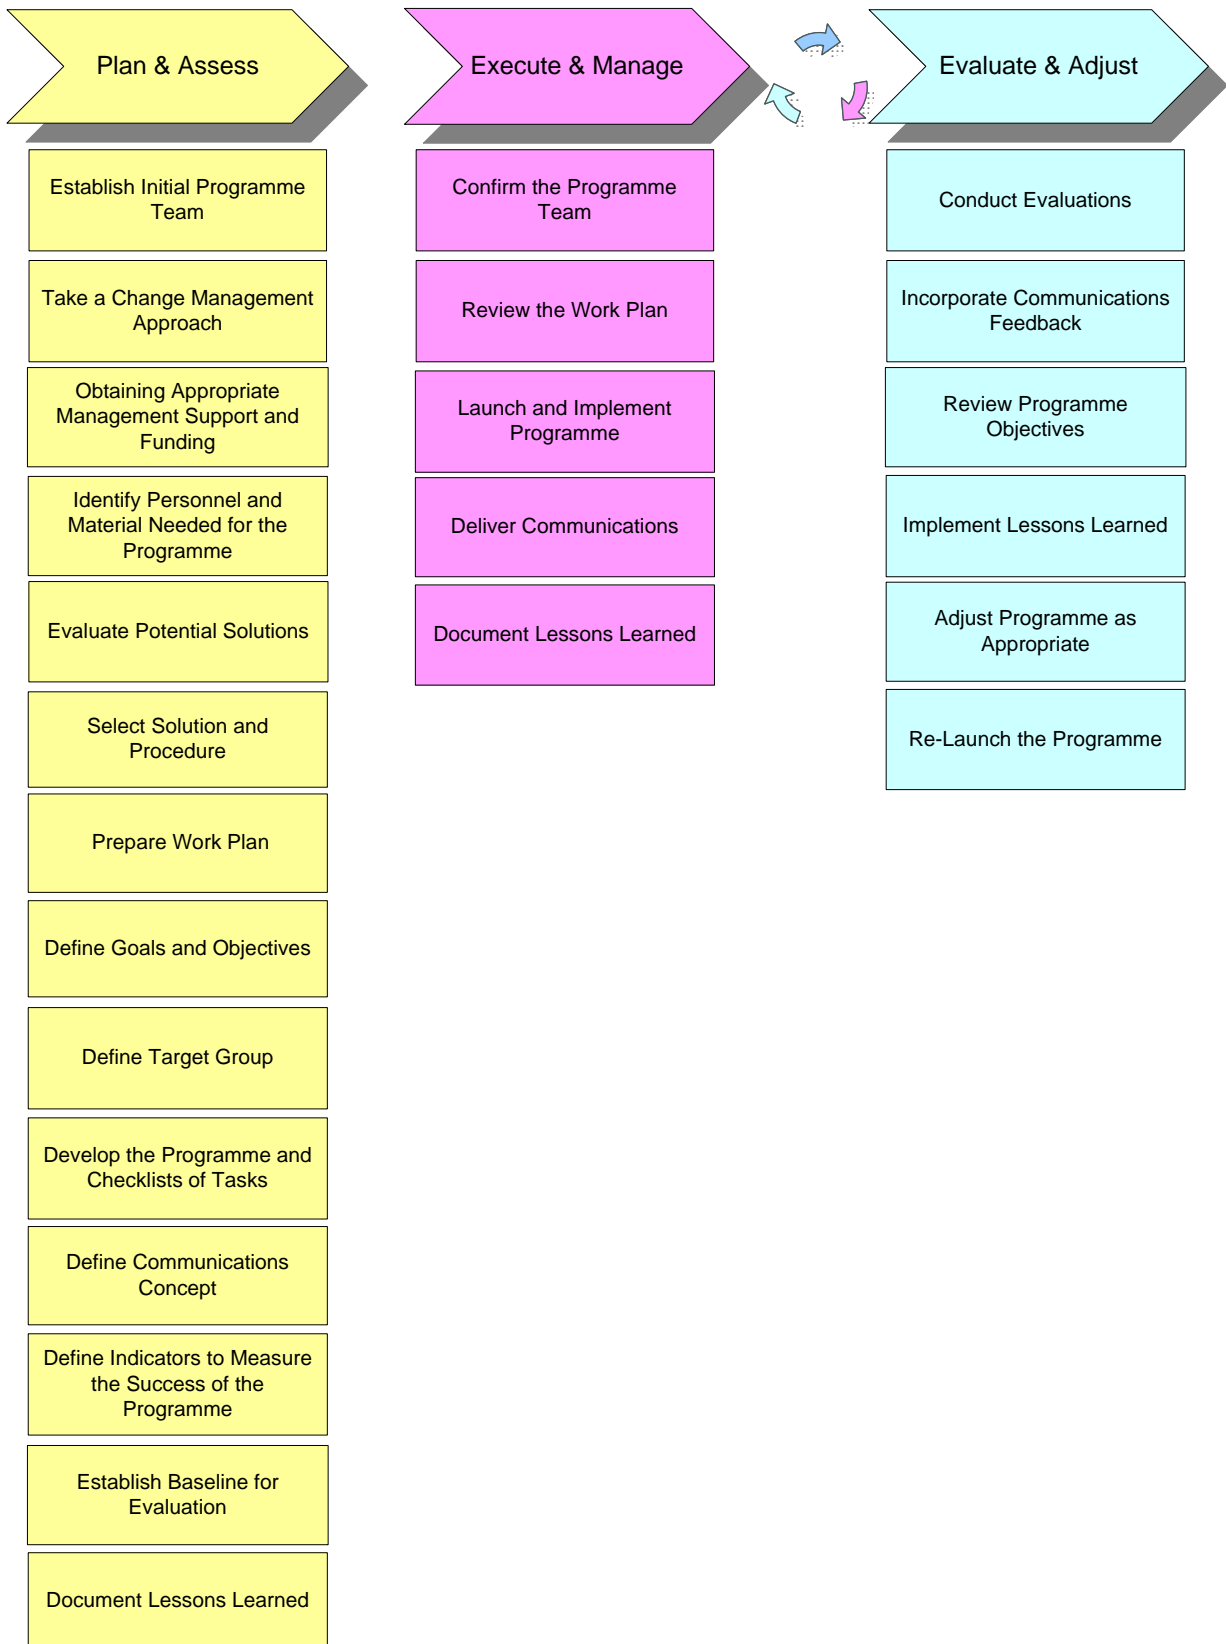 Plan & Assess
Establish Initial Programme
Team
Take a Change Management
Approach
Obtaining Appropriate
Management Support and
Funding
Identify Personnel and
Material Needed for the
Programme
Evaluate Potential Solutions
Select Solution and
Procedure
Prepare Work Plan
Define Goals and Objectives
Define Target Group
Develop the Programme and
Checklists of Tasks
Define Communications
Concept
Define Indicators to Measure
the Success of the
Programme
Establish Baseline for
Evaluation
Document Lessons Learned
Execute & Manage
Confirm the Programme
Team
Review the Work Plan
Launch and Implement
Programme
Deliver Communications
Document Lessons Learned
Evaluate & Adjust
Conduct Evaluations
Incorporate Communications
Feedback
Review Programme
Objectives
Implement Lessons Learned
Adjust Programme as
Appropriate
Re-Launch the Programme